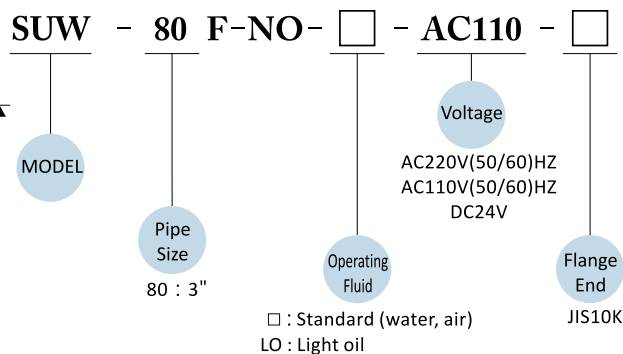 SUW - 80 F-NO-□ - AC110 - □
MODEL
Pipe
Size
80 : 3"
Operating
Fluid
□ : Standard (water, air)
LO : Light oil
Voltage
AC220V(50/60)HZ
AC110V(50/60)HZ
DC24V
Flange
End
JIS10K